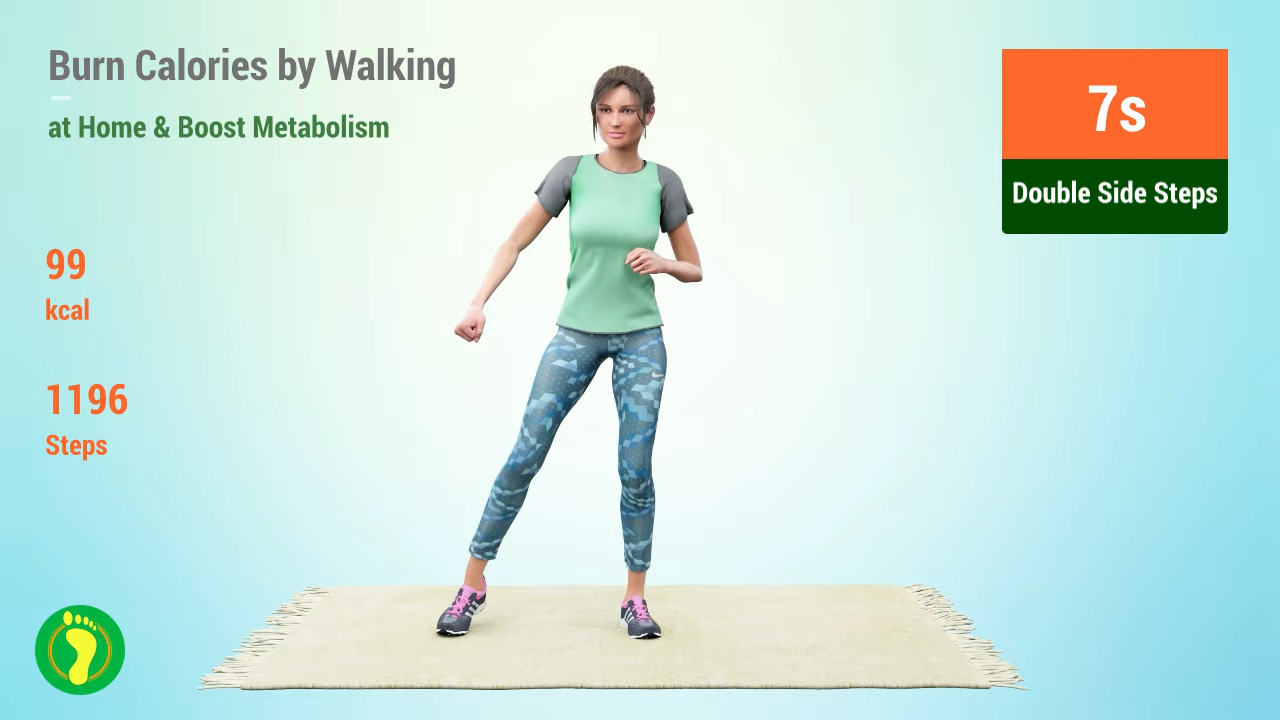 Burn Calories by Walking
at Home & Boost Metabolism
7s
Double Side Steps
99
kcal
1196
Steps